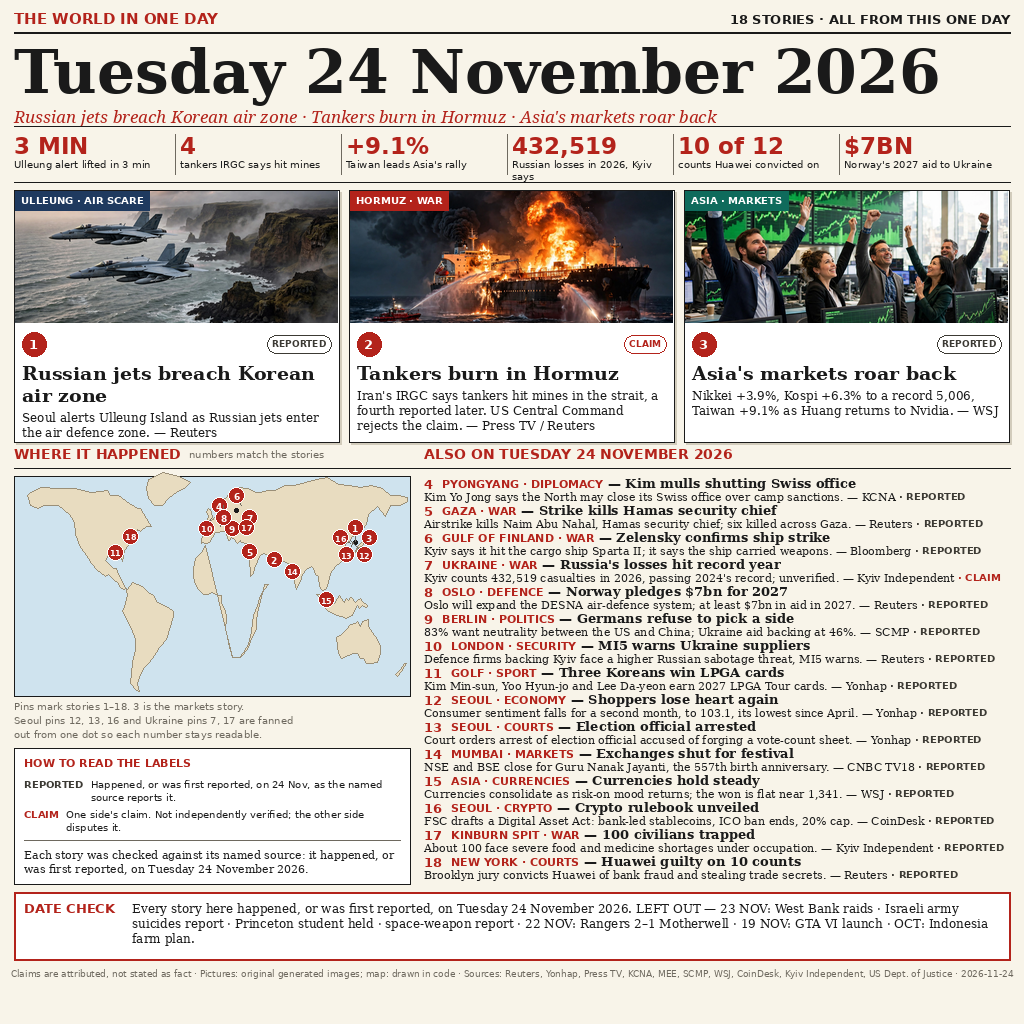 THE WORLD IN ONE DAY
18 STORIES · ALL FROM THIS ONE DAY
Tuesday 24 November 2026
Russian jets breach Korean air zone · Tankers burn in Hormuz · Asia's markets roar back
3 MIN
Ulleung alert lifted in 3 min
4
tankers IRGC says hit mines
+9.1%
Taiwan leads Asia's rally
432,519
Russian losses in 2026, Kyiv
says
10 of 12
counts Huawei convicted on
$7BN
Norway's 2027 aid to Ukraine
ULLEUNG · AIR SCARE
1
REPORTED
Russian jets breach Korean
air zone
Seoul alerts Ulleung Island as Russian jets enter
the air defence zone. — Reuters
HORMUZ · WAR
2
CLAIM
Tankers burn in Hormuz
Iran's IRGC says tankers hit mines in the strait, a
fourth reported later. US Central Command
rejects the claim. — Press TV / Reuters
ASIA · MARKETS
3
REPORTED
Asia's markets roar back
Nikkei +3.9%, Kospi +6.3% to a record 5,006,
Taiwan +9.1% as Huang returns to Nvidia. — WSJ
WHERE IT HAPPENED numbers match the stories
6
4
8
7
10
9
17
18
11
5
2
14
1
16
3
13
12
15
Pins mark stories 1–18. 3 is the markets story.
Seoul pins 12, 13, 16 and Ukraine pins 7, 17 are fanned
out from one dot so each number stays readable.
HOW TO READ THE LABELS
REPORTED Happened, or was first reported, on 24 Nov, as the named
source reports it.
CLAIM One side's claim. Not independently verified; the other side
disputes it.
Each story was checked against its named source: it happened, or
was first reported, on Tuesday 24 November 2026.
ALSO ON TUESDAY 24 NOVEMBER 2026
4 PYONGYANG · DIPLOMACY — Kim mulls shutting Swiss office
Kim Yo Jong says the North may close its Swiss office over camp sanctions. — KCNA · REPORTED
5 GAZA · WAR — Strike kills Hamas security chief
Airstrike kills Naim Abu Nahal, Hamas security chief; six killed across Gaza. — Reuters · REPORTED
6 GULF OF FINLAND · WAR — Zelensky confirms ship strike
Kyiv says it hit the cargo ship Sparta II; it says the ship carried weapons. — Bloomberg · REPORTED
7 UKRAINE · WAR — Russia's losses hit record year
Kyiv counts 432,519 casualties in 2026, passing 2024's record; unverified. — Kyiv Independent · CLAIM
8 OSLO · DEFENCE — Norway pledges $7bn for 2027
Oslo will expand the DESNA air-defence system; at least $7bn in aid in 2027. — Reuters · REPORTED
9 BERLIN · POLITICS — Germans refuse to pick a side
83% want neutrality between the US and China; Ukraine aid backing at 46%. — SCMP · REPORTED
10 LONDON · SECURITY — MI5 warns Ukraine suppliers
Defence firms backing Kyiv face a higher Russian sabotage threat, MI5 warns. — Reuters · REPORTED
11 GOLF · SPORT — Three Koreans win LPGA cards
Kim Min-sun, Yoo Hyun-jo and Lee Da-yeon earn 2027 LPGA Tour cards. — Yonhap · REPORTED
12 SEOUL · ECONOMY — Shoppers lose heart again
Consumer sentiment falls for a second month, to 103.1, its lowest since April. — Yonhap · REPORTED
13 SEOUL · COURTS — Election official arrested
Court orders arrest of election official accused of forging a vote-count sheet. — Yonhap · REPORTED
14 MUMBAI · MARKETS — Exchanges shut for festival
NSE and BSE close for Guru Nanak Jayanti, the 557th birth anniversary. — CNBC TV18 · REPORTED
15 ASIA · CURRENCIES — Currencies hold steady
Currencies consolidate as risk-on mood returns; the won is flat near 1,341. — WSJ · REPORTED
16 SEOUL · CRYPTO — Crypto rulebook unveiled
FSC drafts a Digital Asset Act: bank-led stablecoins, ICO ban ends, 20% cap. — CoinDesk · REPORTED
17 KINBURN SPIT · WAR — 100 civilians trapped
About 100 face severe food and medicine shortages under occupation. — Kyiv Independent · REPORTED
18 NEW YORK · COURTS — Huawei guilty on 10 counts
Brooklyn jury convicts Huawei of bank fraud and stealing trade secrets. — Reuters · REPORTED
DATE CHECK Every story here happened, or was first reported, on Tuesday 24 November 2026. LEFT OUT — 23 NOV: West Bank raids · Israeli army
suicides report · Princeton student held · space-weapon report · 22 NOV: Rangers 2–1 Motherwell · 19 NOV: GTA VI launch · OCT: Indonesia
farm plan.
Claims are attributed, not stated as fact · Pictures: original generated images; map: drawn in code · Sources: Reuters, Yonhap, Press TV, KCNA, MEE, SCMP, WSJ, CoinDesk, Kyiv Independent, US Dept. of Justice · 2026-11-24